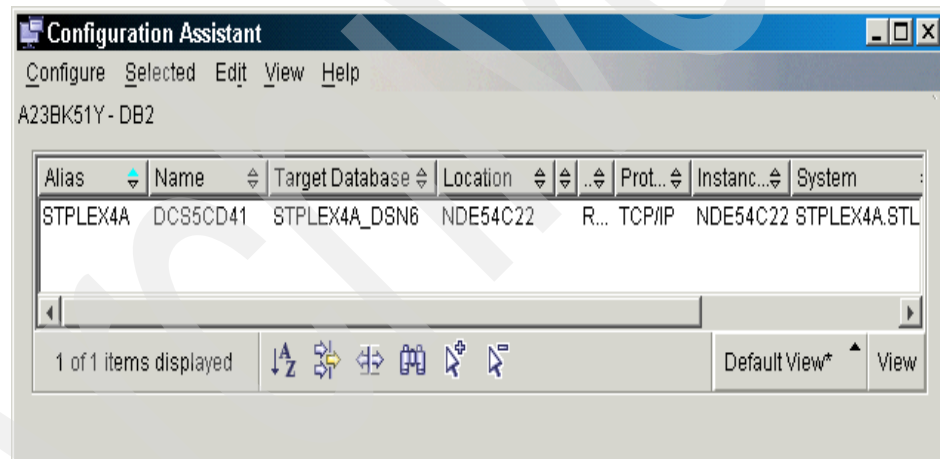 Configuration Assistant
Configure Selected Edit View Help
A23BK51Y - DB2
Alias Name Target Database Location ... Prot... Instanc... System
STPLEX4A DCS5CD41 STPLEX4A_DSN6 NDE54C22 R... TCP/IP NDE54C22 STPLEX4A.STL
1 of 1 items displayed Default View* View